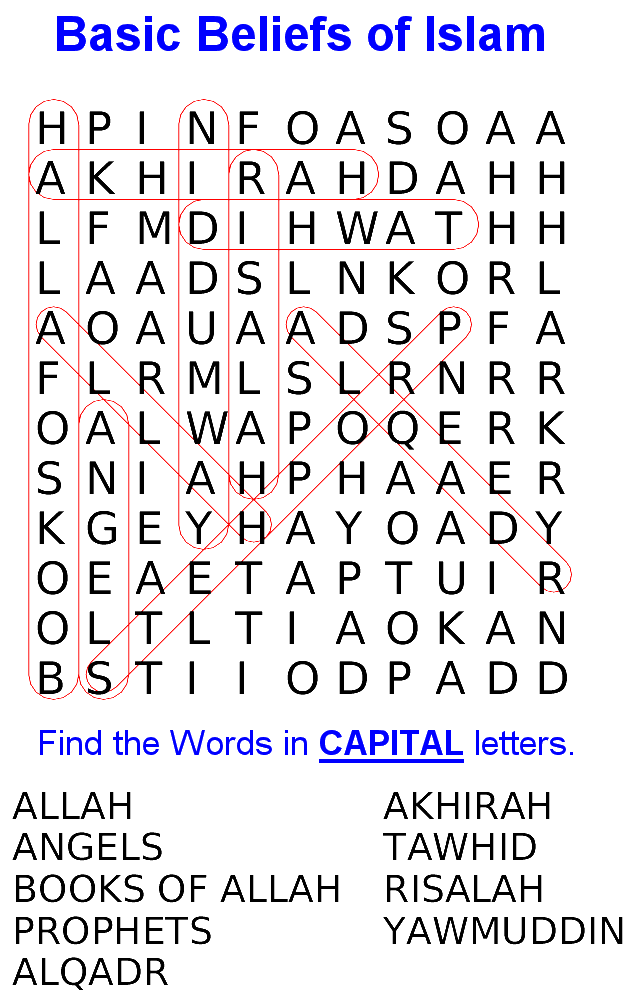 Basic Beliefs of Islam
H P I N F O A S O A A
A K H I R A H D A H H
L F M D I H W A T H H
L A A D S L N K O R L
A O A U A A D S P F A
F L R M L S L R N R R
O A L W A P O Q E R K
S N I A H P H A A E R
K G E Y H A Y O A D Y
O E A E T A P T U I R
O L T L T I A O K A N
B S T I I O D P A D D
Find the Words in CAPITAL letters.
ALLAH AKHIRAH
ANGELS TAWHID
BOOKS OF ALLAH RISALAH
PROPHETS YAWMUDDIN
ALQADR